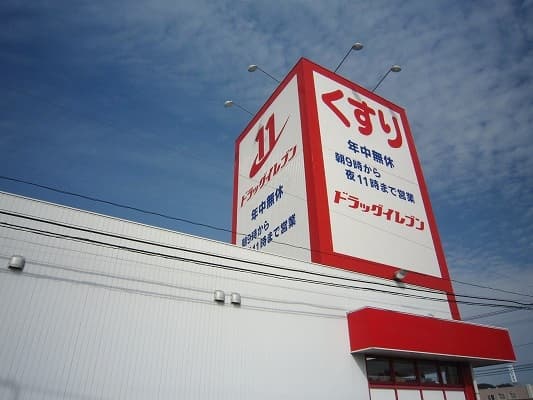 11
ドラッグイレブン
年中無休
朝9時から
夜11時まで営業
くすり
年中無休
朝9時から
夜11時まで営業
ドラッグイレブン